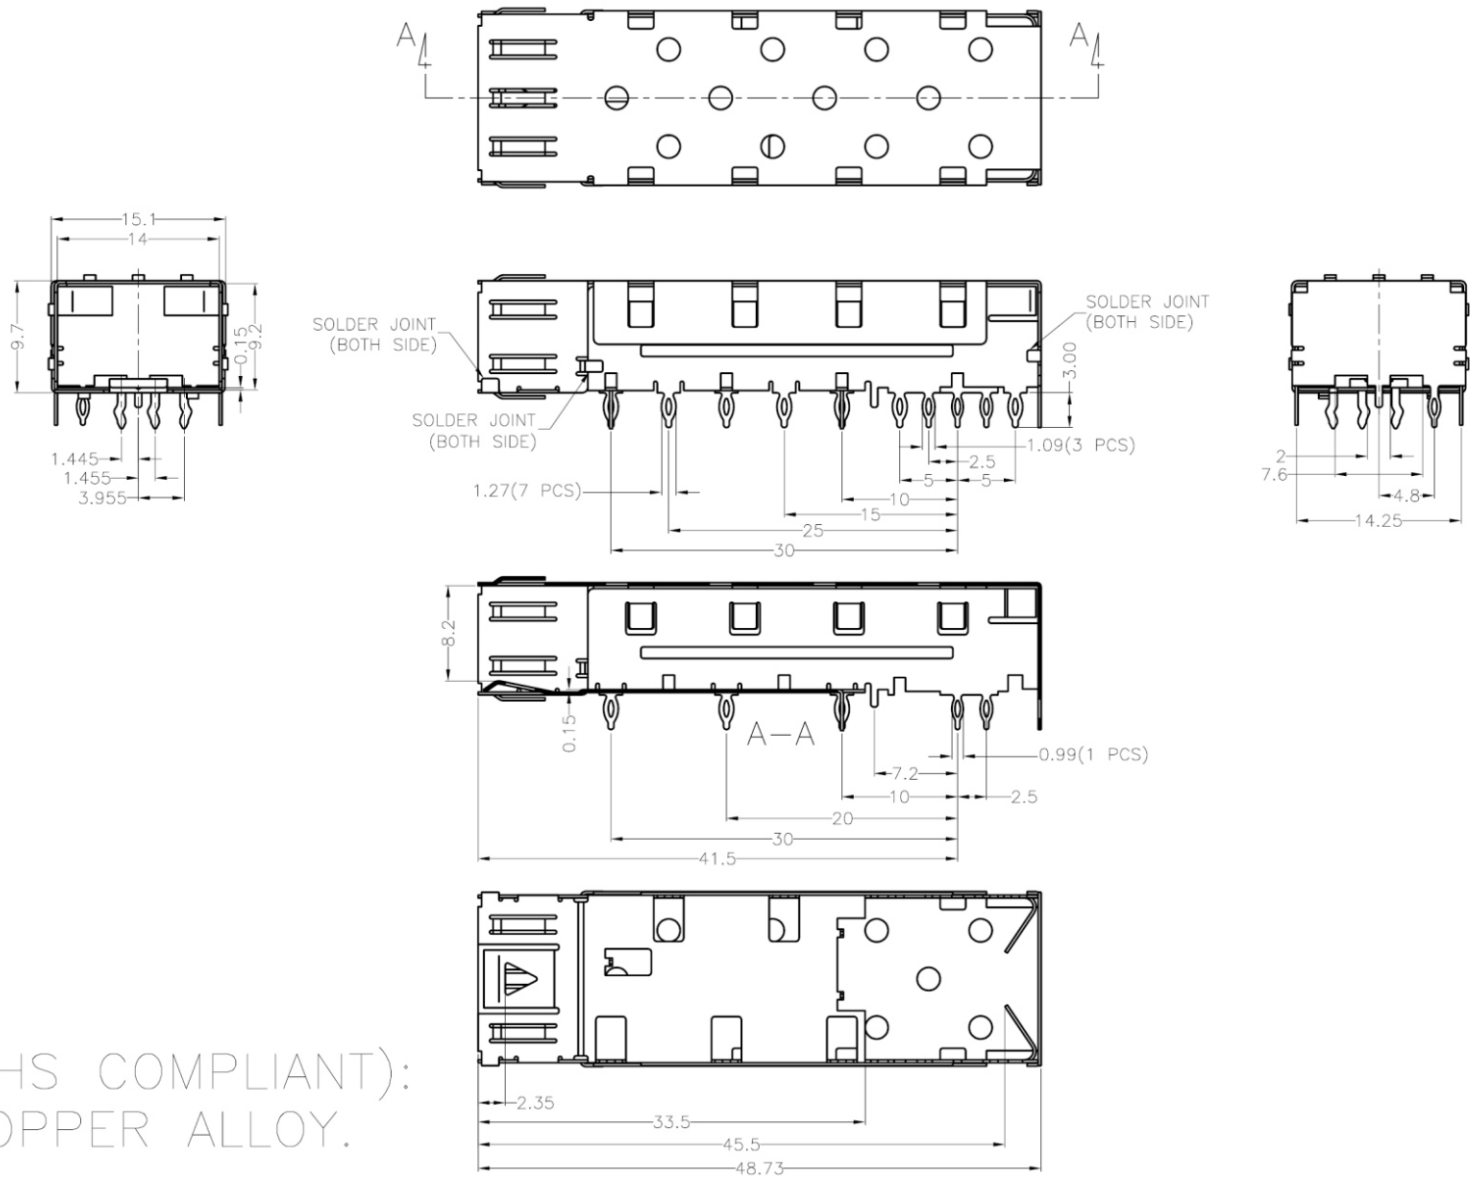 A
4
A
4
15.1
14
9.7
0.15
9.2
1.445
1.455
3.955
SOLDER JOINT
(BOTH SIDE)
SOLDER JOINT
(BOTH SIDE)
SOLDER JOINT
(BOTH SIDE)
3.00
1.09(3 PCS)
2.5
5
5
1.27(7 PCS)
10
15
25
30
2
7.6
4.8
14.25
8.2
0.15
A-A
0.99(1 PCS)
7.2
10
2.5
20
30
41.5
HS COMPLIANT):
OPPER ALLOY.
2.35
33.5
45.5
48.73